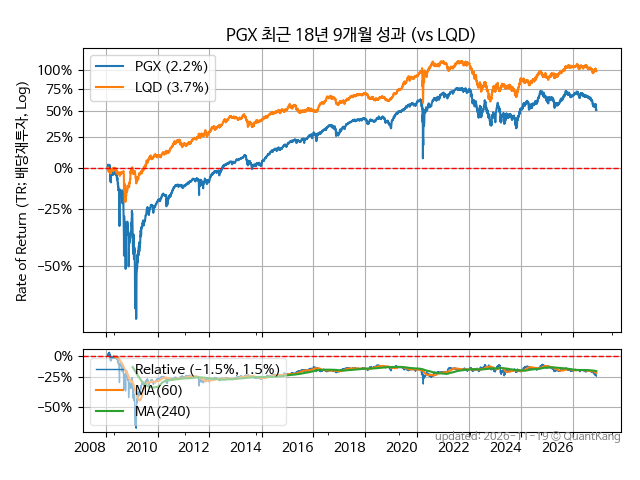 PGX 최근 18년 9개월 성과 (vs LQD)
Rate of Return (TR; 배당재투자, Log)
100%
75%
50%
25%
0%
−25%
−50%
PGX (2.2%)
LQD (3.7%)
0%
−25%
−50%
Relative (−1.5%, 1.5%)
MA(60)
MA(240)
2008 2010 2012 2014 2016 2018 2020 2022 2024 2026
updated: 2026-11-19 © QuantKang